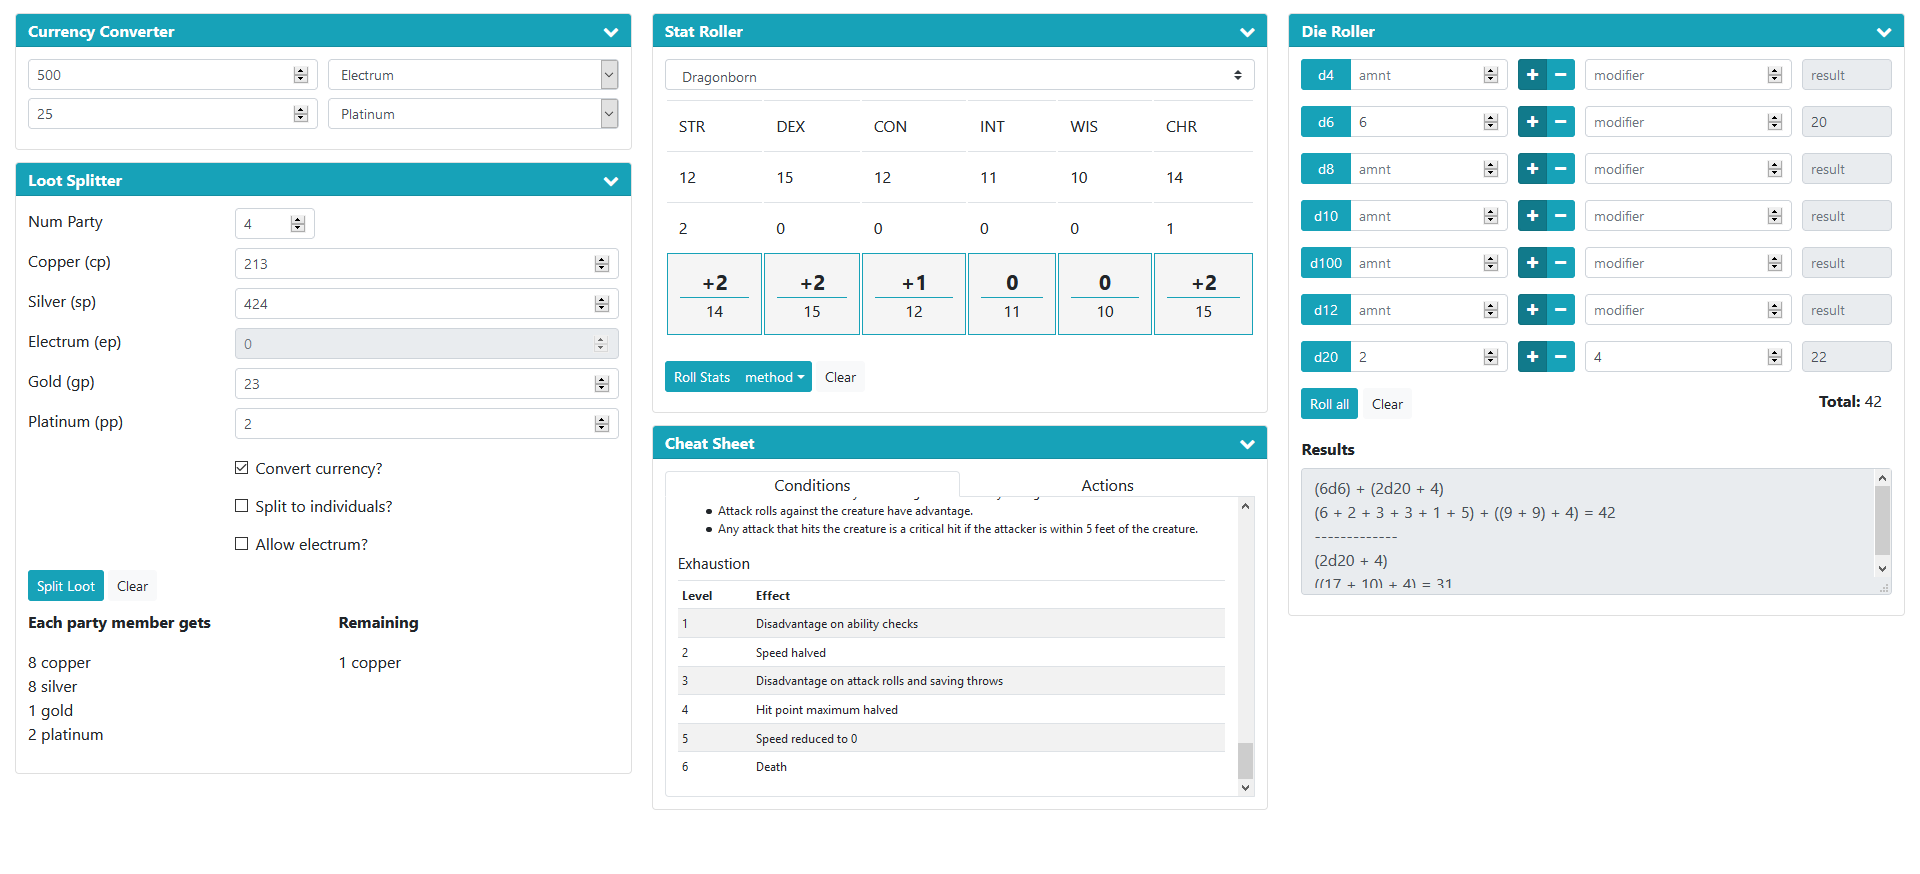 Currency Converter
500 Electrum
25 Platinum
Loot Splitter
Num Party 4
Copper (cp) 213
Silver (sp) 424
Electrum (ep) 0
Gold (gp) 23
Platinum (pp) 2
Convert currency?
Split to individuals?
Allow electrum?
Split Loot Clear
Each party member gets Remaining
8 copper 1 copper
8 silver
1 gold
2 platinum
Stat Roller
Dragonborn
STR DEX CON INT WIS CHR
12 15 12 11 10 14
2 0 0 0 0 1
+2 +2 +1 0 0 +2
14 15 12 11 10 15
Roll Stats method Clear
Cheat Sheet
Conditions Actions
• Attack rolls against the creature have advantage.
• Any attack that hits the creature is a critical hit if the attacker is within 5 feet of the creature.
Exhaustion
Level Effect
1 Disadvantage on ability checks
2 Speed halved
3 Disadvantage on attack rolls and saving throws
4 Hit point maximum halved
5 Speed reduced to 0
6 Death
Die Roller
d4 amnt + − modifier result
d6 6 + − modifier 20
d8 amnt + − modifier result
d10 amnt + − modifier result
d100 amnt + − modifier result
d12 amnt + − modifier result
d20 2 + − 4 22
Roll all Clear Total: 42
Results
(6d6) + (2d20 + 4)
(6 + 2 + 3 + 3 + 1 + 5) + ((9 + 9) + 4) = 42
-------------
(2d20 + 4)
((17 + 10) + 4) = 31